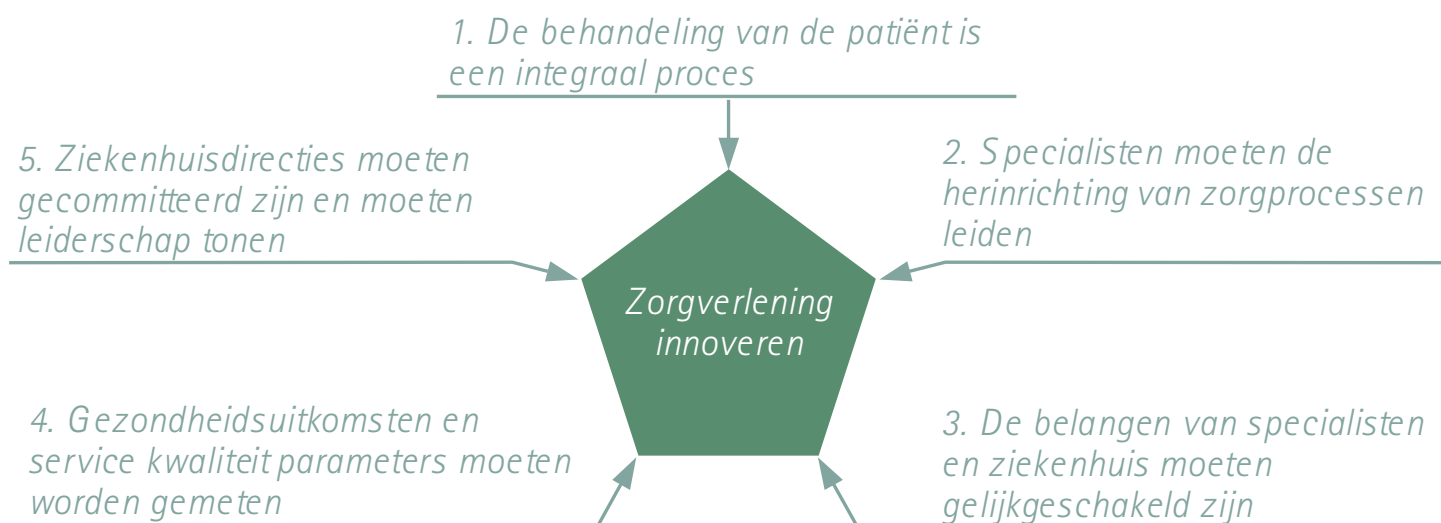 1. De behandeling van de patiënt is
een integraal proces
2. Specialisten moeten de
herinrichting van zorgprocessen
leiden
3. De belangen van specialisten
en ziekenhuis moeten
gelijkgeschakeld zijn
4. Gezondheidsuitkomsten en
service kwaliteit parameters moeten
worden gemeten
5. Ziekenhuisdirecties moeten
gecommitteerd zijn en moeten
leiderschap tonen
Zorgverlening
innoveren